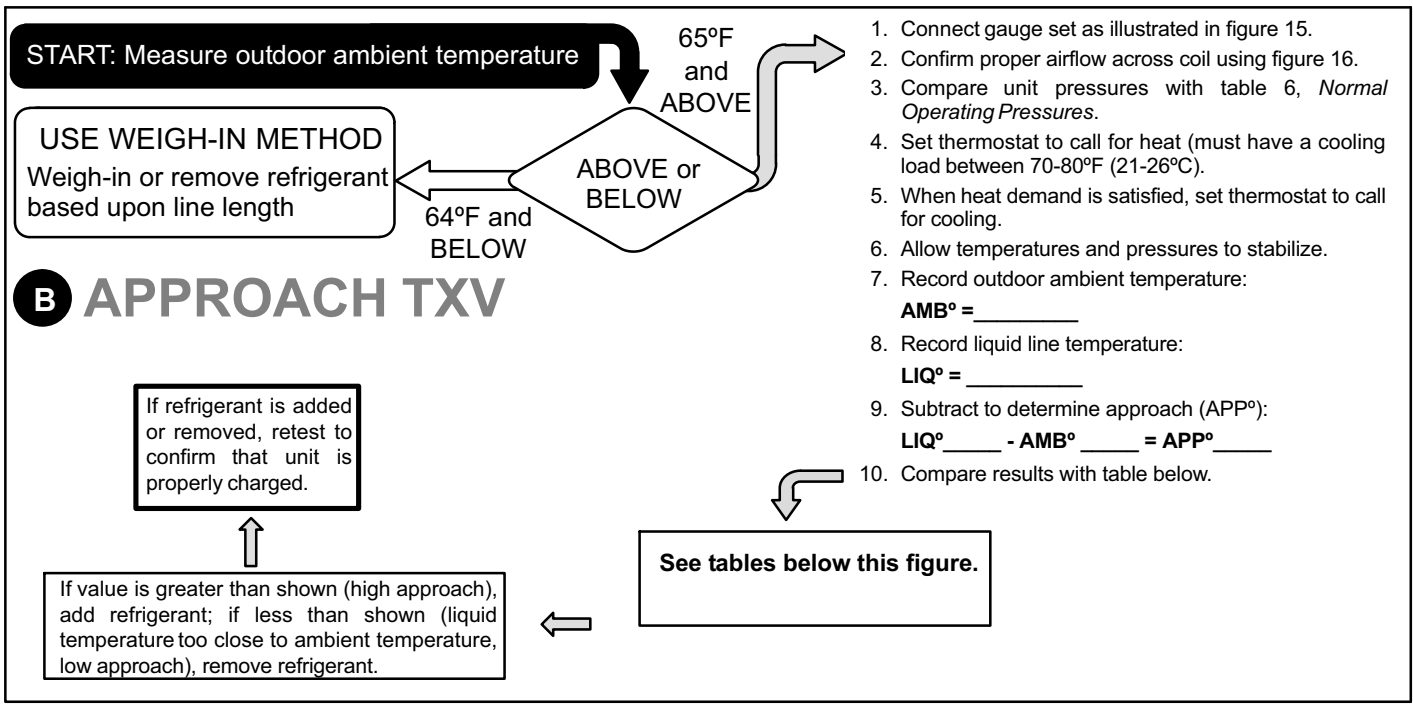 START: Measure outdoor ambient temperature
65ºF
and
ABOVE
ABOVE or
BELOW
64ºF and
BELOW
USE WEIGH-IN METHOD
Weigh-in or remove refrigerant
based upon line length
B APPROACH TXV
1. Connect gauge set as illustrated in figure 15.
2. Confirm proper airflow across coil using figure 16.
3. Compare unit pressures with table 6, Normal
Operating Pressures.
4. Set thermostat to call for heat (must have a cooling
load between 70-80ºF (21-26ºC).
5. When heat demand is satisfied, set thermostat to call
for cooling.
6. Allow temperatures and pressures to stabilize.
7. Record outdoor ambient temperature:
AMBº =_________
8. Record liquid line temperature:
LIQº = _________
9. Subtract to determine approach (APPº):
LIQº_____ - AMBº _____ = APPº_____
10. Compare results with table below.
See tables below this figure.
If value is greater than shown (high approach),
add refrigerant; if less than shown (liquid
temperature too close to ambient temperature,
low approach), remove refrigerant.
If refrigerant is added
or removed, retest to
confirm that unit is
properly charged.